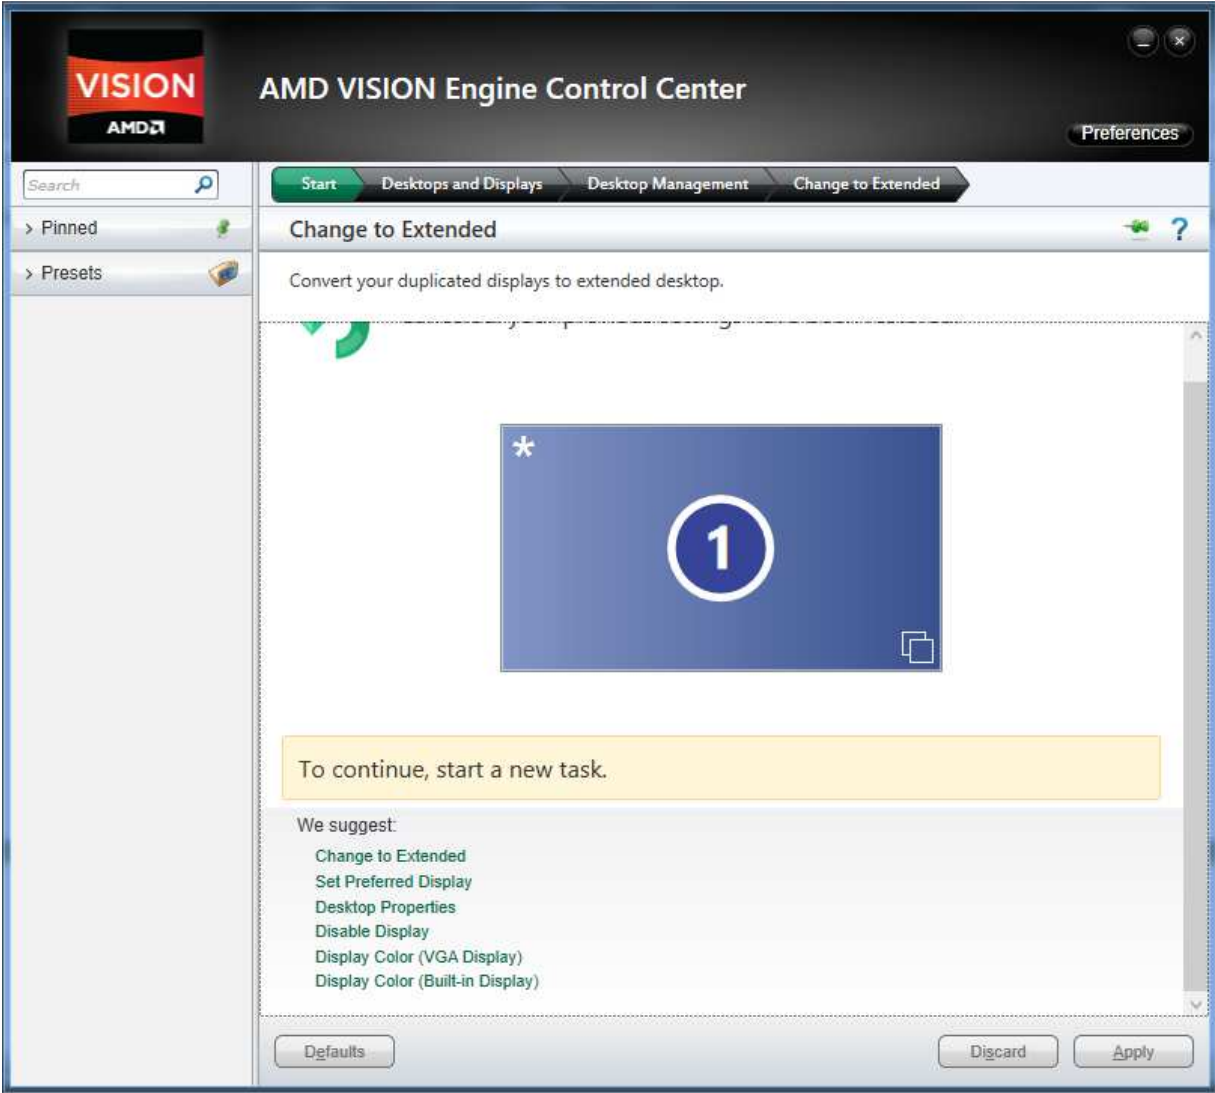 VISION
AMD
AMD VISION Engine Control Center
Preferences
Search
Start
Desktops and Displays
Desktop Management
Change to Extended
> Pinned
Change to Extended
?
> Presets
Convert your duplicated displays to extended desktop.
*
1
To continue, start a new task.
We suggest:
Change to Extended
Set Preferred Display
Desktop Properties
Disable Display
Display Color (VGA Display)
Display Color (Built-in Display)
Defaults
Discard
Apply